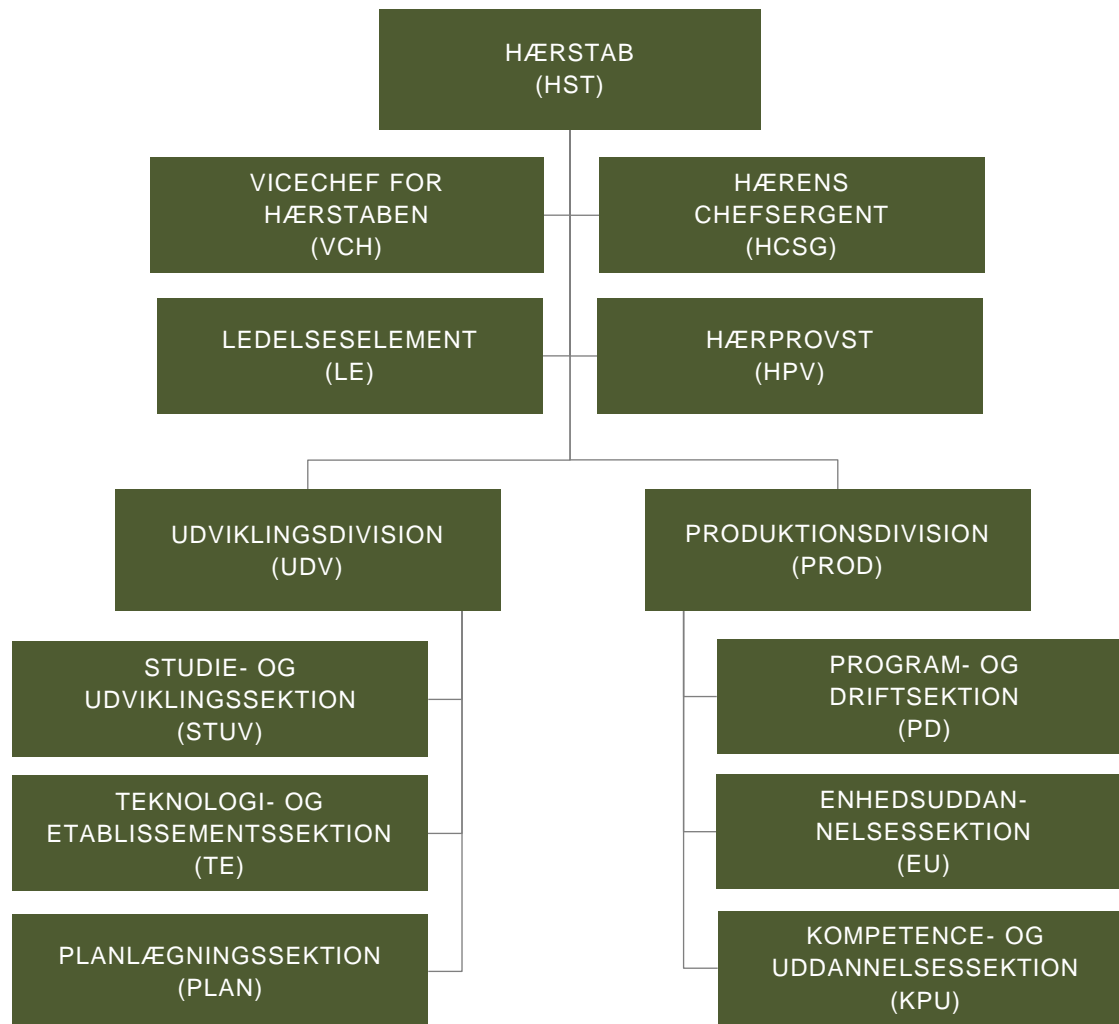 HÆRSTAB
(HST)
VICECHEF FOR
HÆRSTABEN
(VCH)
HÆRENS
CHEFSERGENT
(HCSG)
LEDELSESELEMENT
(LE)
HÆRPROVST
(HPV)
UDVIKLINGSDIVISION
(UDV)
PRODUKTIONSDIVISION
(PROD)
STUDIE- OG
UDVIKLINGSSEKTION
(STUV)
TEKNOLOGI- OG
ETABLISSEMENTSSEKTION
(TE)
PLANLÆGNINGSSEKTION
(PLAN)
PROGRAM- OG
DRIFTSEKTION
(PD)
ENHEDSUDDAN-
NELSESSEKTION
(EU)
KOMPETENCE- OG
UDDANNELSESSEKTION
(KPU)